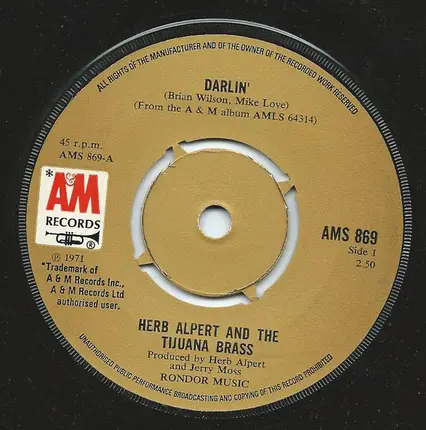 ALL RIGHTS OF THE MANUFACTURER AND OF THE OWNER OF THE RECORDED WORK RESERVED
DARLIN'
(Brian Wilson, Mike Love)
(From the A & M album AMLS 64314)
45 r.p.m.
AMS 869-A
*A&M
RECORDS
®
℗ 1971
*Trademark of
A & M Records Inc.,
A & M Records Ltd
authorised user.
AMS 869
Side 1
2.50
HERB ALPERT AND THE
TIJUANA BRASS
Produced by Herb Alpert
and Jerry Moss
RONDOR MUSIC
UNAUTHORISED PUBLIC PERFORMANCE BROADCASTING AND COPYING OF THIS RECORD PROHIBITED